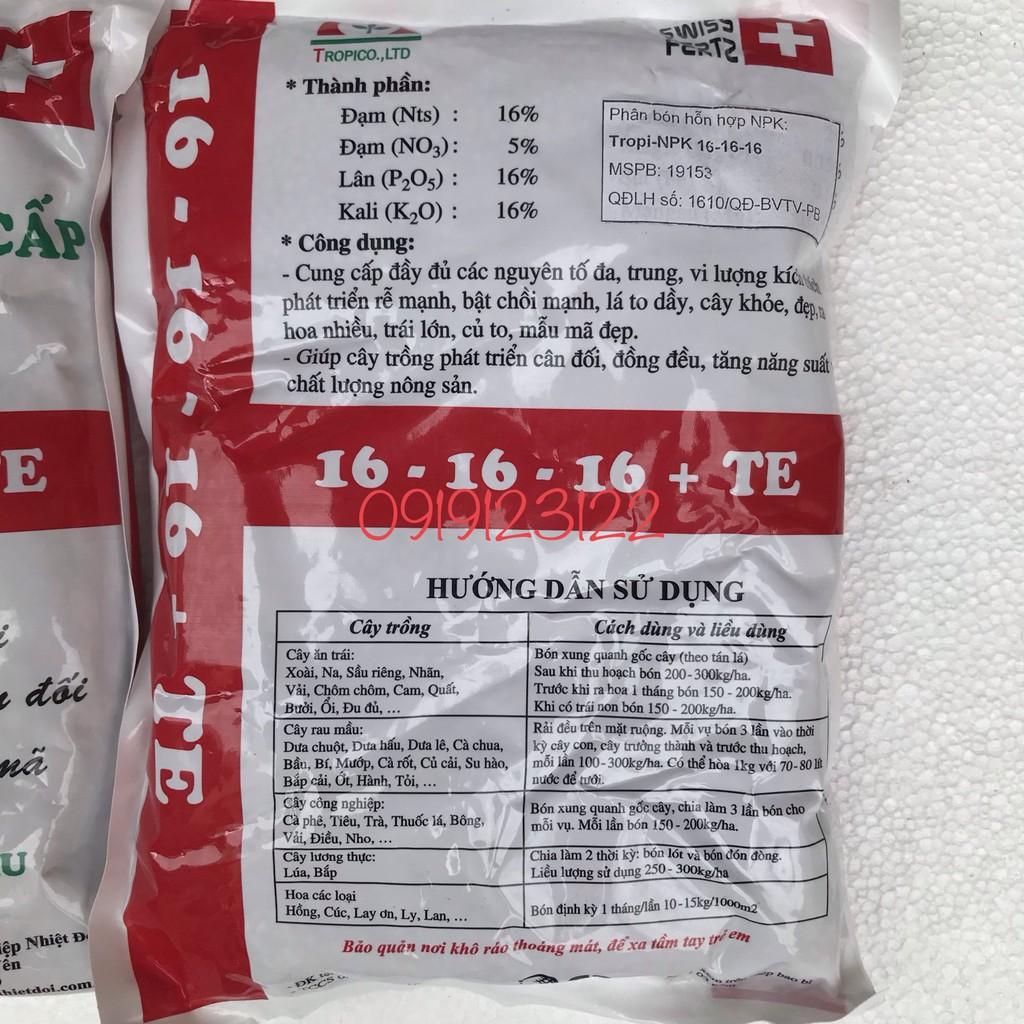 TROPICO.,LTD
SWISS
FERTZ
* Thành phần:
Đạm (Nts) : 16%
Đạm (NO3): 5%
Lân (P2O5) : 16%
Kali (K2O) : 16%
Phân bón hỗn hợp NPK:
Tropi-NPK 16-16-16
MSPB: 19153
QĐLH số: 1610/QĐ-BVTV-PB
* Công dụng:
- Cung cấp đầy đủ các nguyên tố đa, trung, vi lượng
phát triển rễ mạnh, bật chồi mạnh, lá to dầy, cây khỏe, đẹp,
hoa nhiều, trái lớn, củ to, mẫu mã đẹp.
- Giúp cây trồng phát triển cân đối, đồng đều, tăng năng suất
chất lượng nông sản.
16 - 16 - 16 + TE
16 - 16 - 16 + TE
0919123122
HƯỚNG DẪN SỬ DỤNG
Cây trồng
Cách dùng và liều dùng
Cây ăn trái:
Xoài, Na, Sầu riêng, Nhãn,
Vải, Chôm chôm, Cam, Quất,
Bưởi, Ổi, Đu đủ, ...
Bón xung quanh gốc cây (theo tán lá)
Sau khi thu hoạch bón 200-300kg/ha.
Trước khi ra hoa 1 tháng bón 150 - 200kg/ha.
Khi có trái non bón 150 - 200kg/ha.
Cây rau mầu:
Dưa chuột, Dưa hấu, Dưa lê, Cà chua,
Bầu, Bí, Mướp, Cà rốt, Củ cải, Su hào,
Bắp cải, Ớt, Hành, Tỏi, ...
Rải đều trên mặt ruộng. Mỗi vụ bón 3 lần vào thời
kỳ cây con, cây trưởng thành và trước thu hoạch,
mỗi lần 100-300kg/ha. Có thể hòa 1kg với 70-80 lít
nước để tưới.
Cây công nghiệp:
Cà phê, Tiêu, Trà, Thuốc lá, Bông,
Vải, Điều, Nho, ...
Bón xung quanh gốc cây, chia làm 3 lần bón cho
mỗi vụ. Mỗi lần bón 150 - 200kg/ha.
Cây lương thực:
Lúa, Bắp
Chia làm 2 thời kỳ: bón lót và bón đón đòng.
Liều lượng sử dụng 250 - 300kg/ha
Hoa các loại
Hồng, Cúc, Lay ơn, Ly, Lan, ...
Bón định kỳ 1 tháng/lần 10-15kg/1000m2
Bảo quản nơi khô ráo thoáng mát, để xa tầm tay trẻ em
CẤP
TE
đối
mã
U
Nhiệt